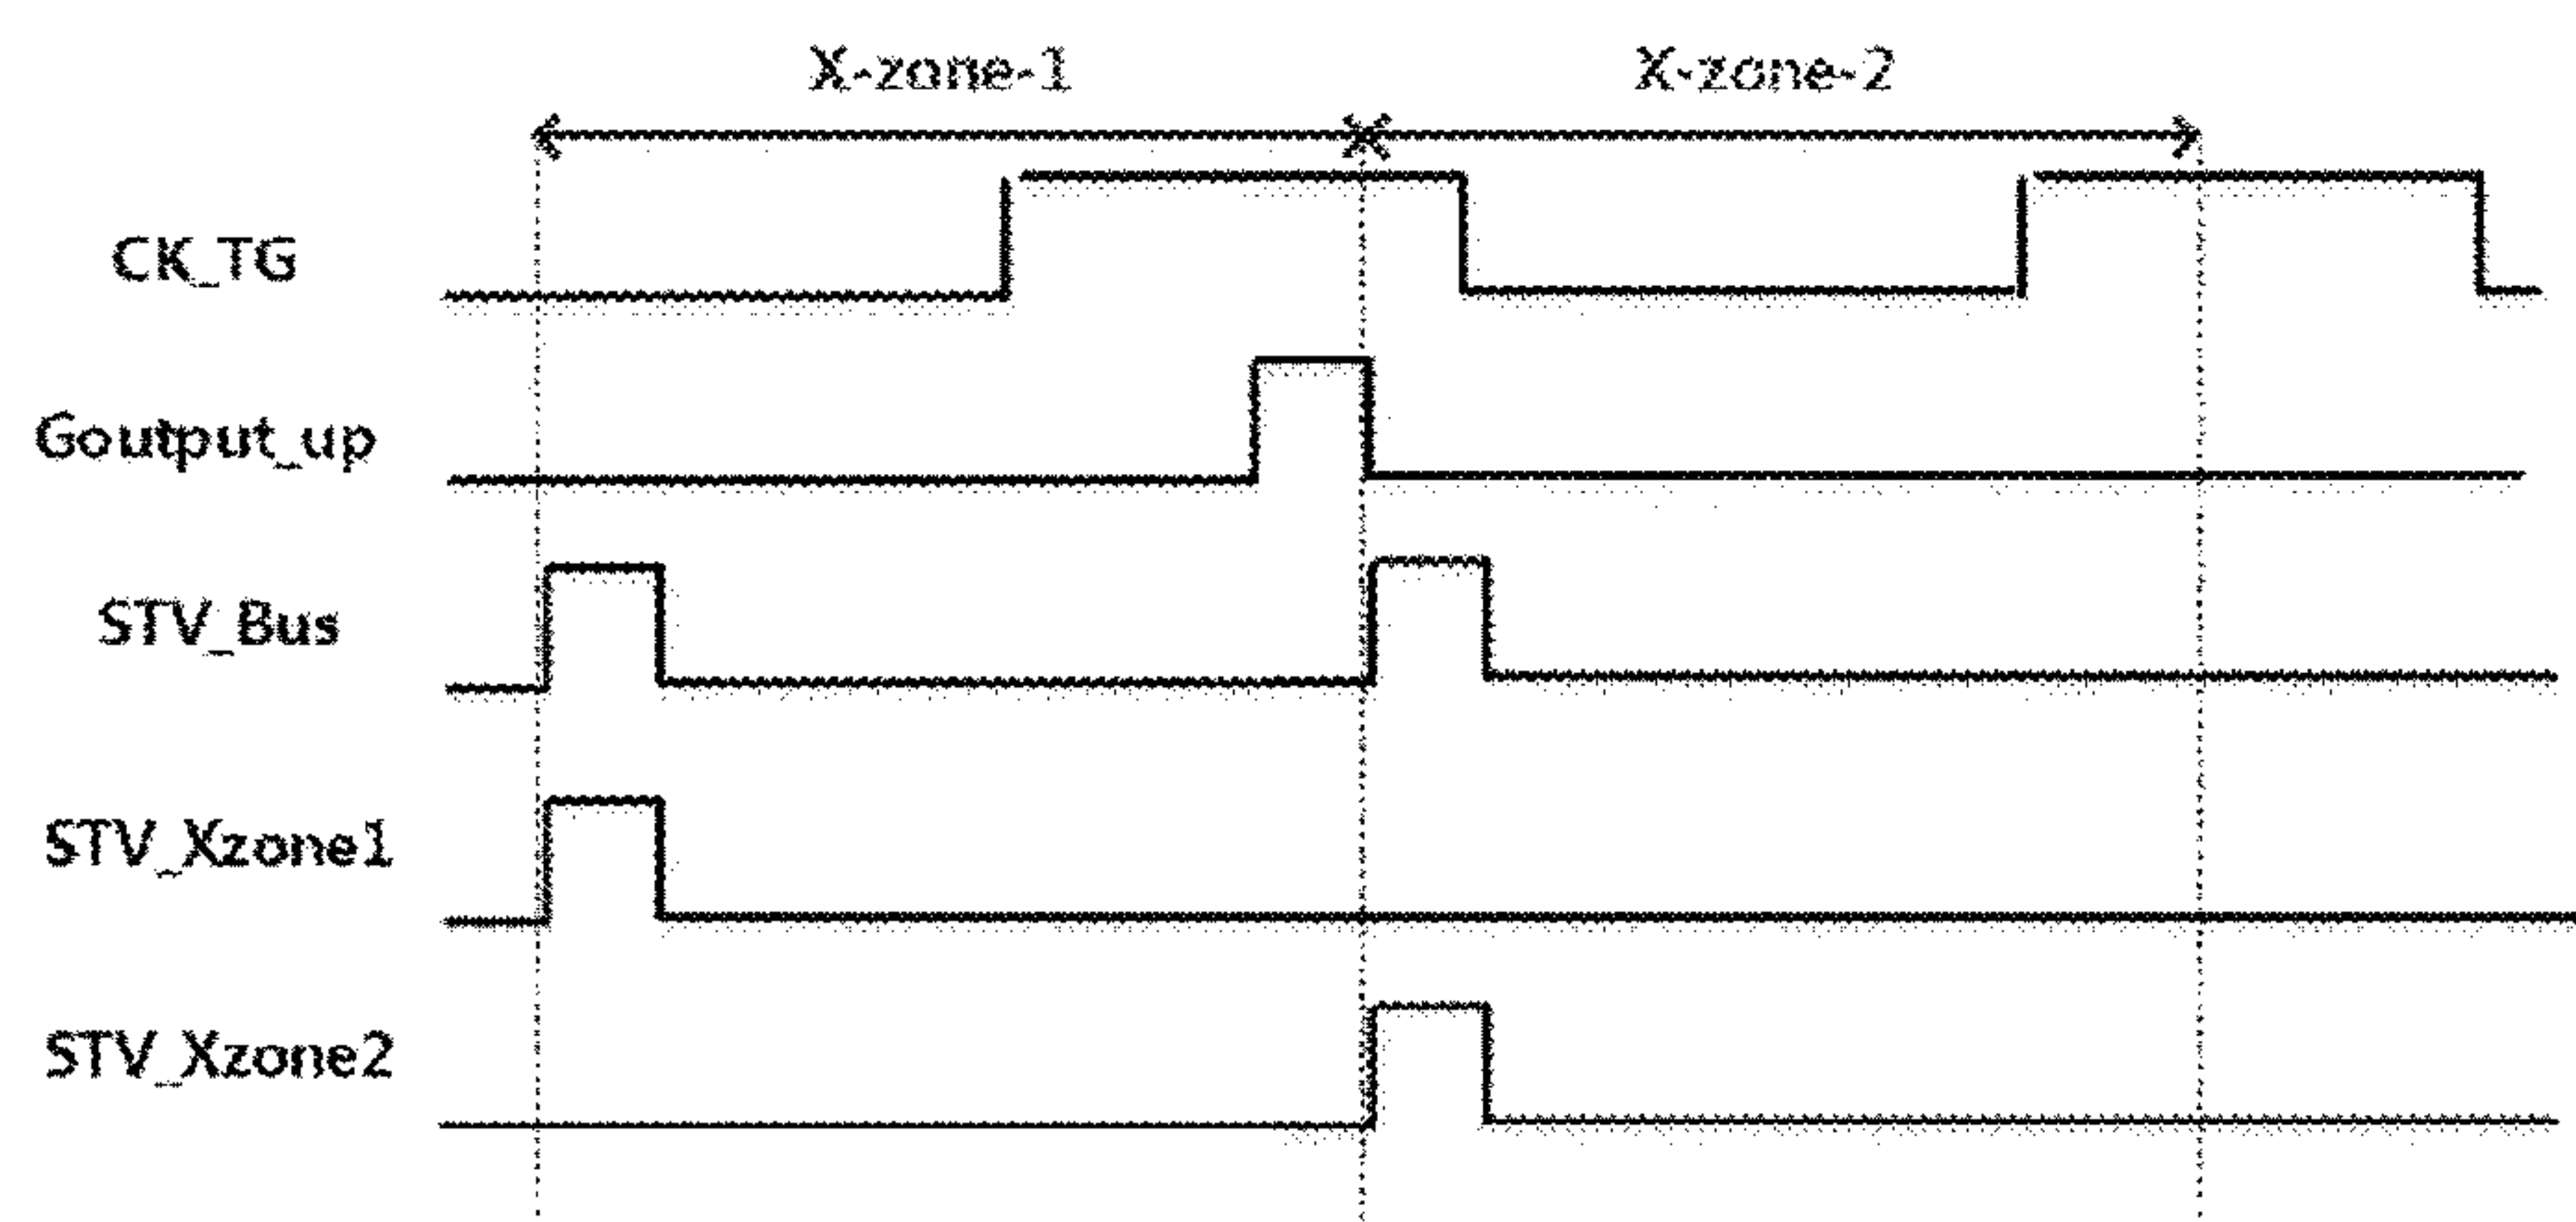 X-zone-1 X-zone-2
CK_TG
Goutput_up
STV_Bus
STV_Xzone1
STV_Xzone2